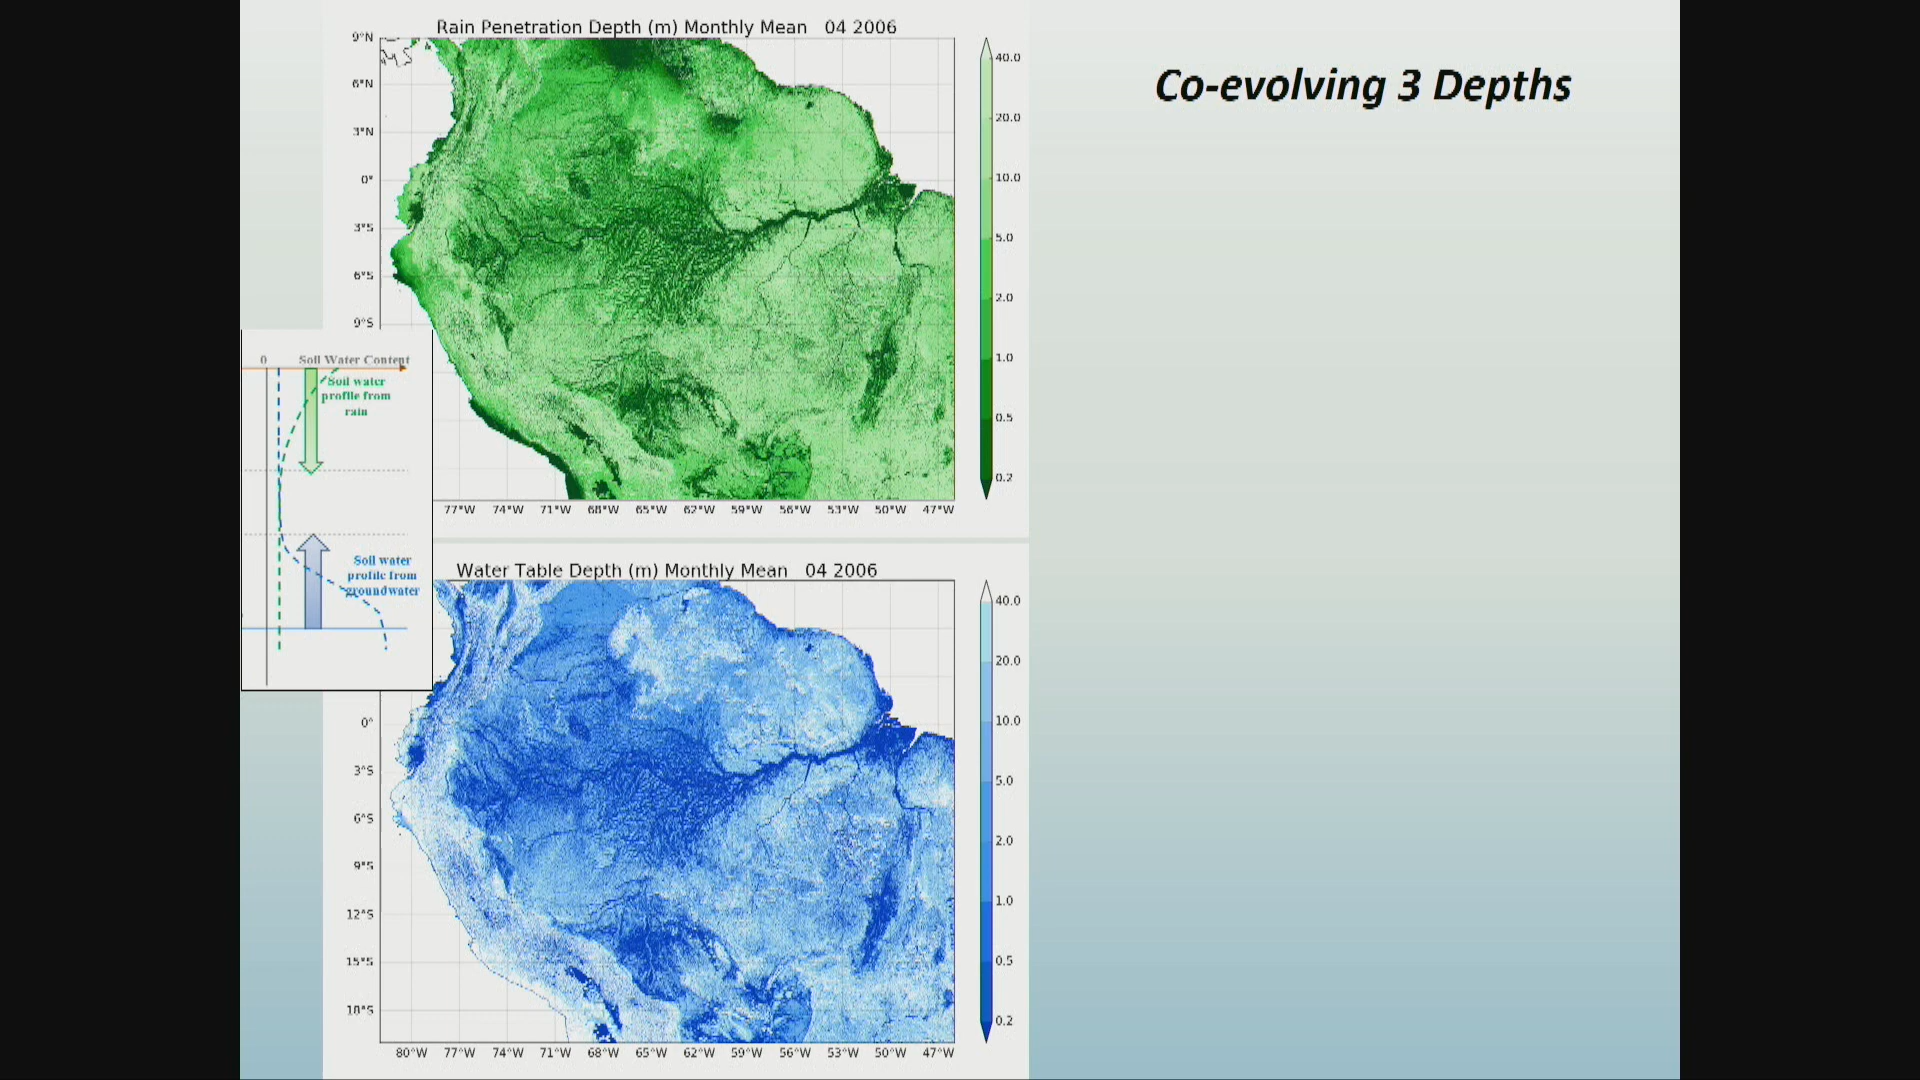 Rain Penetration Depth (m) Monthly Mean 04 2006
Co-evolving 3 Depths
9°N
6°N
3°N
0°
3°S
6°S
9°S
77°W 74°W 71°W 68°W 65°W 62°W 59°W 56°W 53°W 50°W 47°W
40.0
20.0
10.0
5.0
2.0
1.0
0.5
0.2
0 Soil Water Content
Soil water
profile from
rain
Soil water
profile from
groundwater
Water Table Depth (m) Monthly Mean 04 2006
0°
3°S
6°S
9°S
12°S
15°S
18°S
80°W 77°W 74°W 71°W 68°W 65°W 62°W 59°W 56°W 53°W 50°W 47°W
40.0
20.0
10.0
5.0
2.0
1.0
0.5
0.2